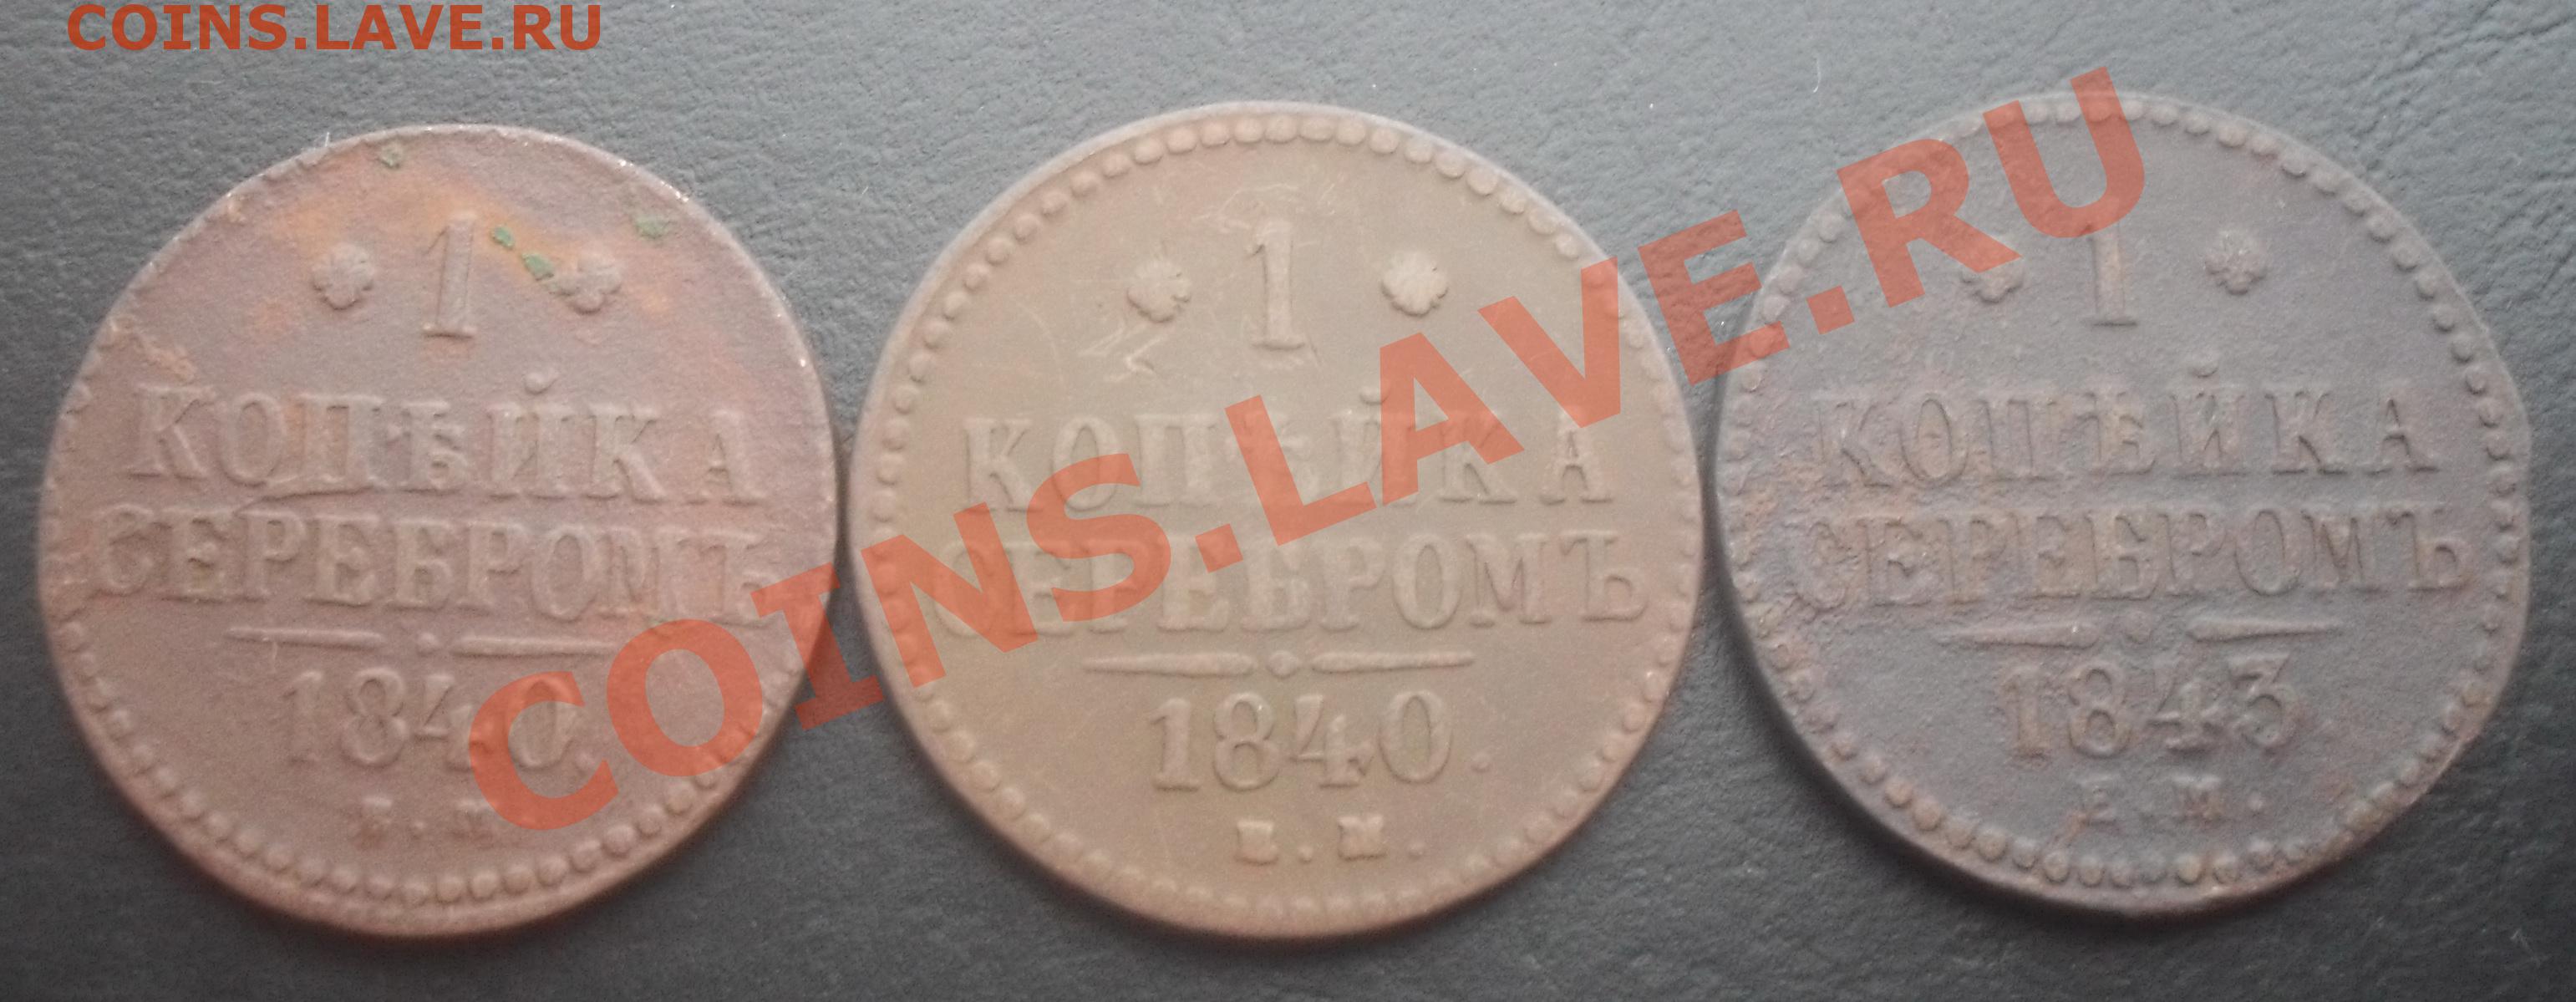 COINS.LAVE.RU
1
КОПѢЙКА
СЕРЕБРОМЪ
1840.
Е.М.
1
КОПѢЙКА
СЕРЕБРОМЪ
1840.
Е.М.
1
КОПѢЙКА
СЕРЕБРОМЪ
1843
Е.М.
COINS.LAVE.RU